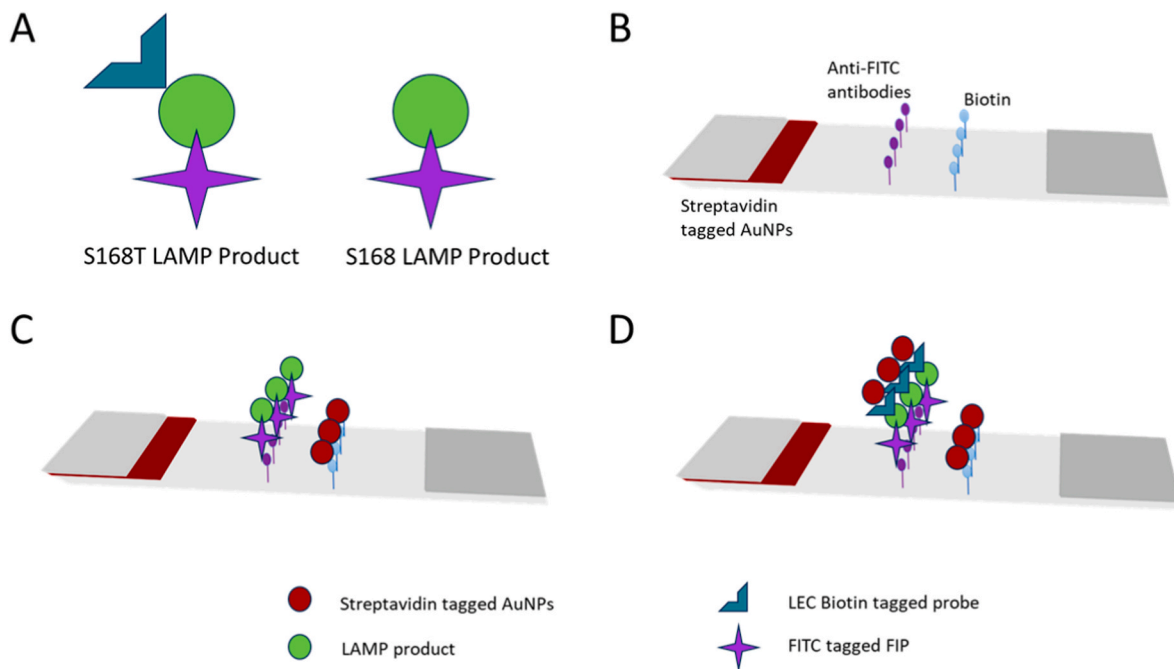 A
S168T LAMP Product
S168 LAMP Product
B
Anti-FITC
antibodies
Biotin
Streptavidin
tagged AuNPs
C
D
Streptavidin tagged AuNPs
LAMP product
LEC Biotin tagged probe
FITC tagged FIP